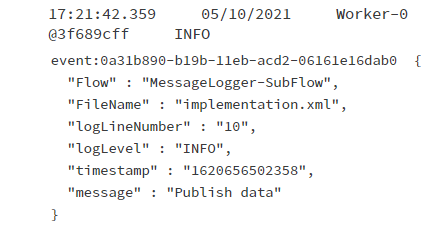 17:21:42.359 05/10/2021 Worker-0
@3f689cff INFO
event:0a31b890-b19b-11eb-acd2-06161e16dab0 {
"Flow" : "MessageLogger-SubFlow",
"FileName" : "implementation.xml",
"logLineNumber" : "10",
"logLevel" : "INFO",
"timestamp" : "1620656502358",
"message" : "Publish data"
}